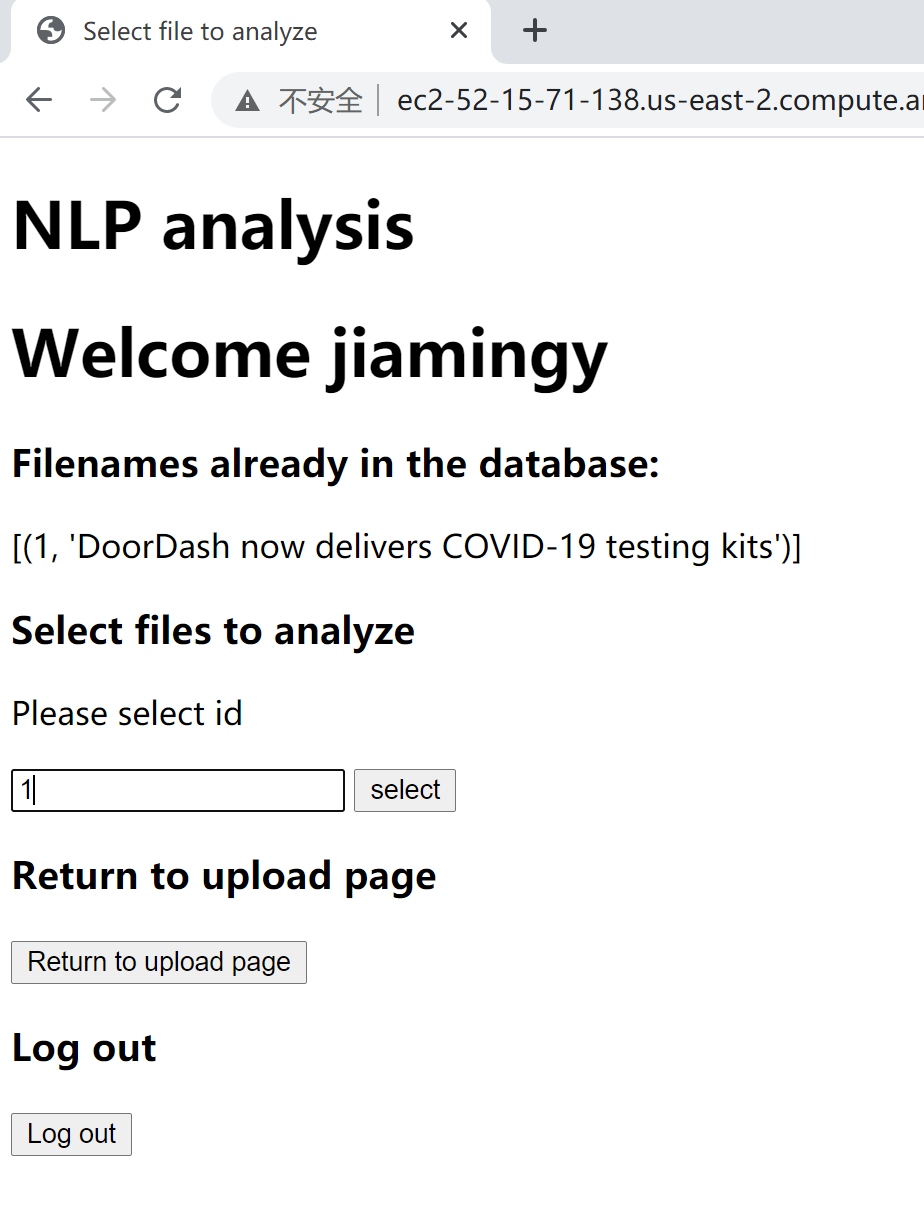 Select file to analyze
不安全 ec2-52-15-71-138.us-east-2.compute.a
NLP analysis
Welcome jiamingy
Filenames already in the database:
[(1, 'DoorDash now delivers COVID-19 testing kits')]
Select files to analyze
Please select id
1 select
Return to upload page
Return to upload page
Log out
Log out